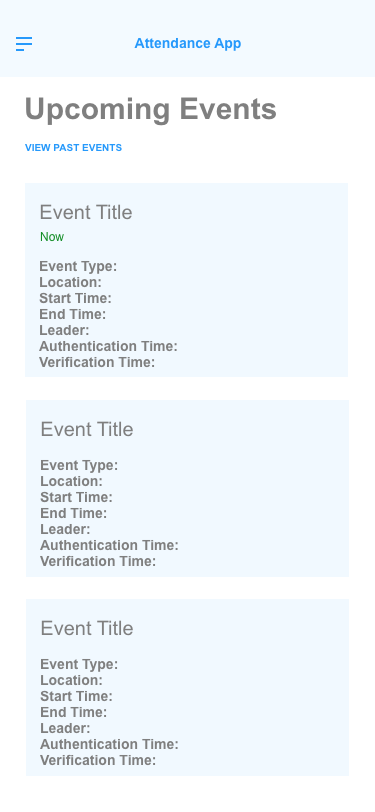 Attendance App
Upcoming Events
VIEW PAST EVENTS
Event Title
Now
Event Type:
Location:
Start Time:
End Time:
Leader:
Authentication Time:
Verification Time:
Event Title
Event Type:
Location:
Start Time:
End Time:
Leader:
Authentication Time:
Verification Time:
Event Title
Event Type:
Location:
Start Time:
End Time:
Leader:
Authentication Time:
Verification Time: